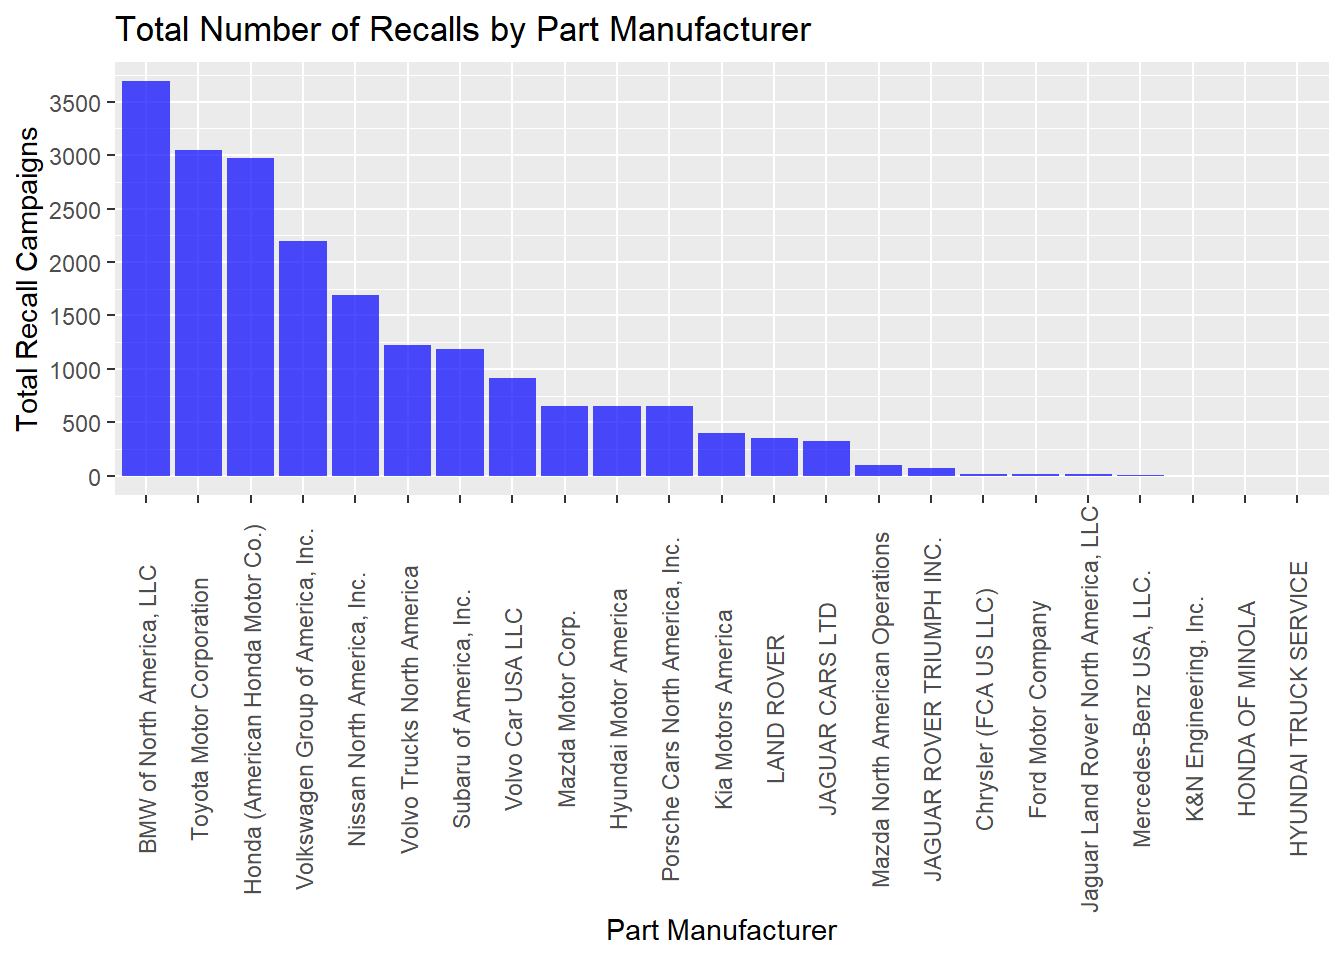 Total Number of Recalls by Part Manufacturer
Total Recall Campaigns
3500
3000
2500
2000
1500
1000
500
0
BMW of North America, LLC
Toyota Motor Corporation
Honda (American Honda Motor Co.)
Volkswagen Group of America, Inc.
Nissan North America, Inc.
Volvo Trucks North America
Subaru of America, Inc.
Volvo Car USA LLC
Mazda Motor Corp.
Hyundai Motor America
Porsche Cars North America, Inc.
Kia Motors America
LAND ROVER
JAGUAR CARS LTD
Mazda North American Operations
JAGUAR ROVER TRIUMPH INC.
Chrysler (FCA US LLC)
Ford Motor Company
Jaguar Land Rover North America, LLC
Mercedes-Benz USA, LLC.
K&N Engineering, Inc.
HONDA OF MINOLA
HYUNDAI TRUCK SERVICE
Part Manufacturer